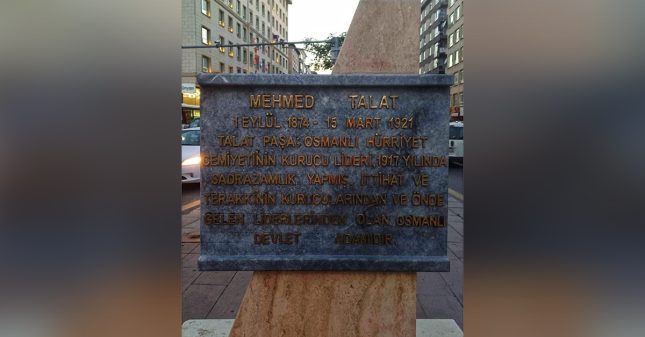 MEHMED TALAT
1 EYLÜL 1874 - 15 MART 1921
TALAT PAŞA; OSMANLI HÜRRİYET
CEMİYETİNİN KURUCU LİDERİ, 1917 YILINDA
SADRAZAMLIK YAPMIŞ, İTTİHAT VE
TERAKKİ'NİN KURUCULARINDAN VE ÖNDE
GELEN LİDERLERİNDEN OLAN OSMANLI
DEVLET ADAMIDIR.